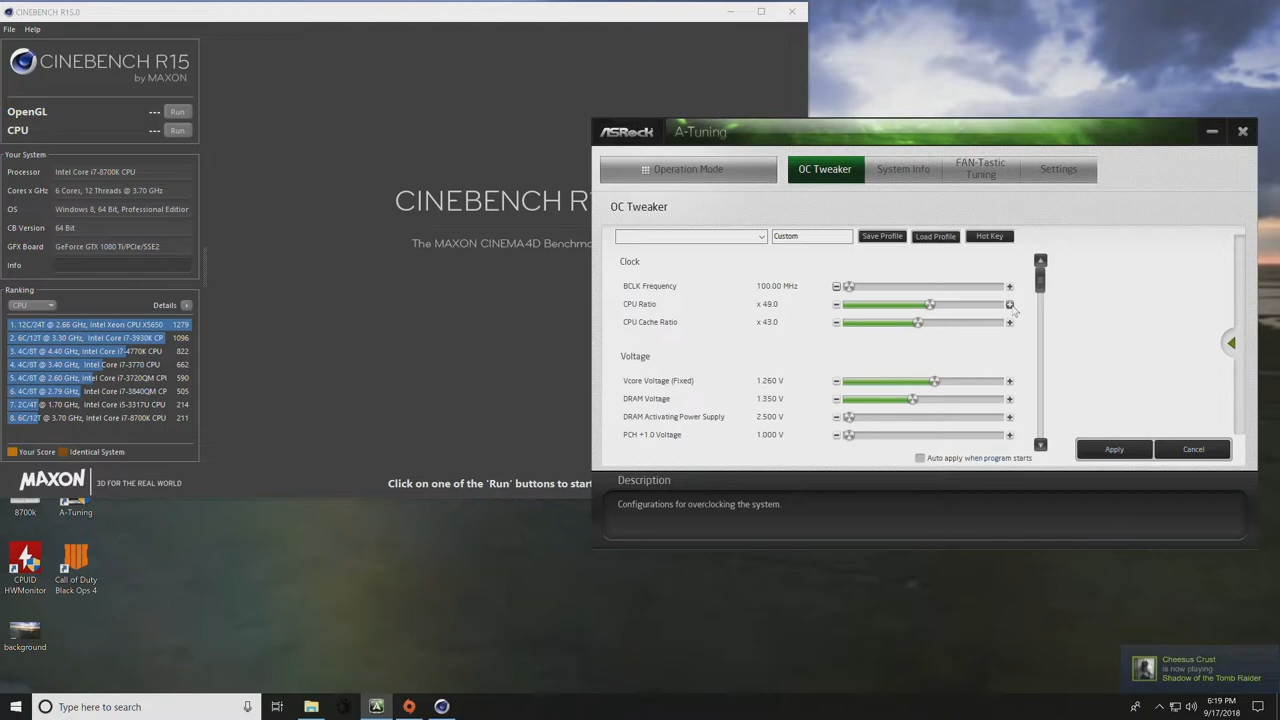 CINEBENCH R15.0
File Help
CINEBENCH R15
by MAXON
OpenGL --- Run
CPU --- Run
Your System
Processor Intel Core i7-8700K CPU
Cores x GHz 6 Cores, 12 Threads @ 3.70 GHz
OS Windows 8, 64 Bit, Professional Edition
CB Version 64 Bit
GFX Board GeForce GTX 1080 Ti/PCIe/SSE2
Info
Ranking
CPU Details
1. 12C/24T @ 2.66 GHz, Intel Xeon CPU X5650 1279
2. 6C/12T @ 3.30 GHz, Intel Core i7-3930K CP 1096
3. 4C/8T @ 4.40 GHz, Intel Core i7-4770K CPU 822
4. 4C/8T @ 3.40 GHz, Intel Core i7-3770 CPU 662
5. 4C/8T @ 2.60 GHz, Intel Core i7-3720QM CPI 590
6. 4C/8T @ 2.79 GHz, Intel Core i7-3840QM CPI 505
7. 2C/4T @ 1.70 GHz, Intel Core i5-3317U CPU 214
8. 6C/12T @ 3.70 GHz, Intel Core i7-8700K CPU 211
Your Score Identical System
MAXON 3D FOR THE REAL WORLD
CINEBENCH R1
The MAXON CINEMA4D Benchm
Click on one of the 'Run' buttons to start
ASRock A-Tuning
Operation Mode
OC Tweaker
System Info
FAN-Tastic
Tuning
Settings
OC Tweaker
Custom Save Profile Load Profile Hot Key
Clock
BCLK Frequency 100.00 MHz
CPU Ratio x 49.0
CPU Cache Ratio x 43.0
Voltage
Vcore Voltage (Fixed) 1.260 V
DRAM Voltage 1.350 V
DRAM Activating Power Supply 2.500 V
PCH +1.0 Voltage 1.000 V
Auto apply when program starts
Apply Cancel
Description
Configurations for overclocking the system.
8700k
A-Tuning
CPUID
HWMonitor
Call of Duty
Black Ops 4
background
Cheesus Crust
is now playing
Shadow of the Tomb Raider
Type here to search
6:19 PM
9/17/2018